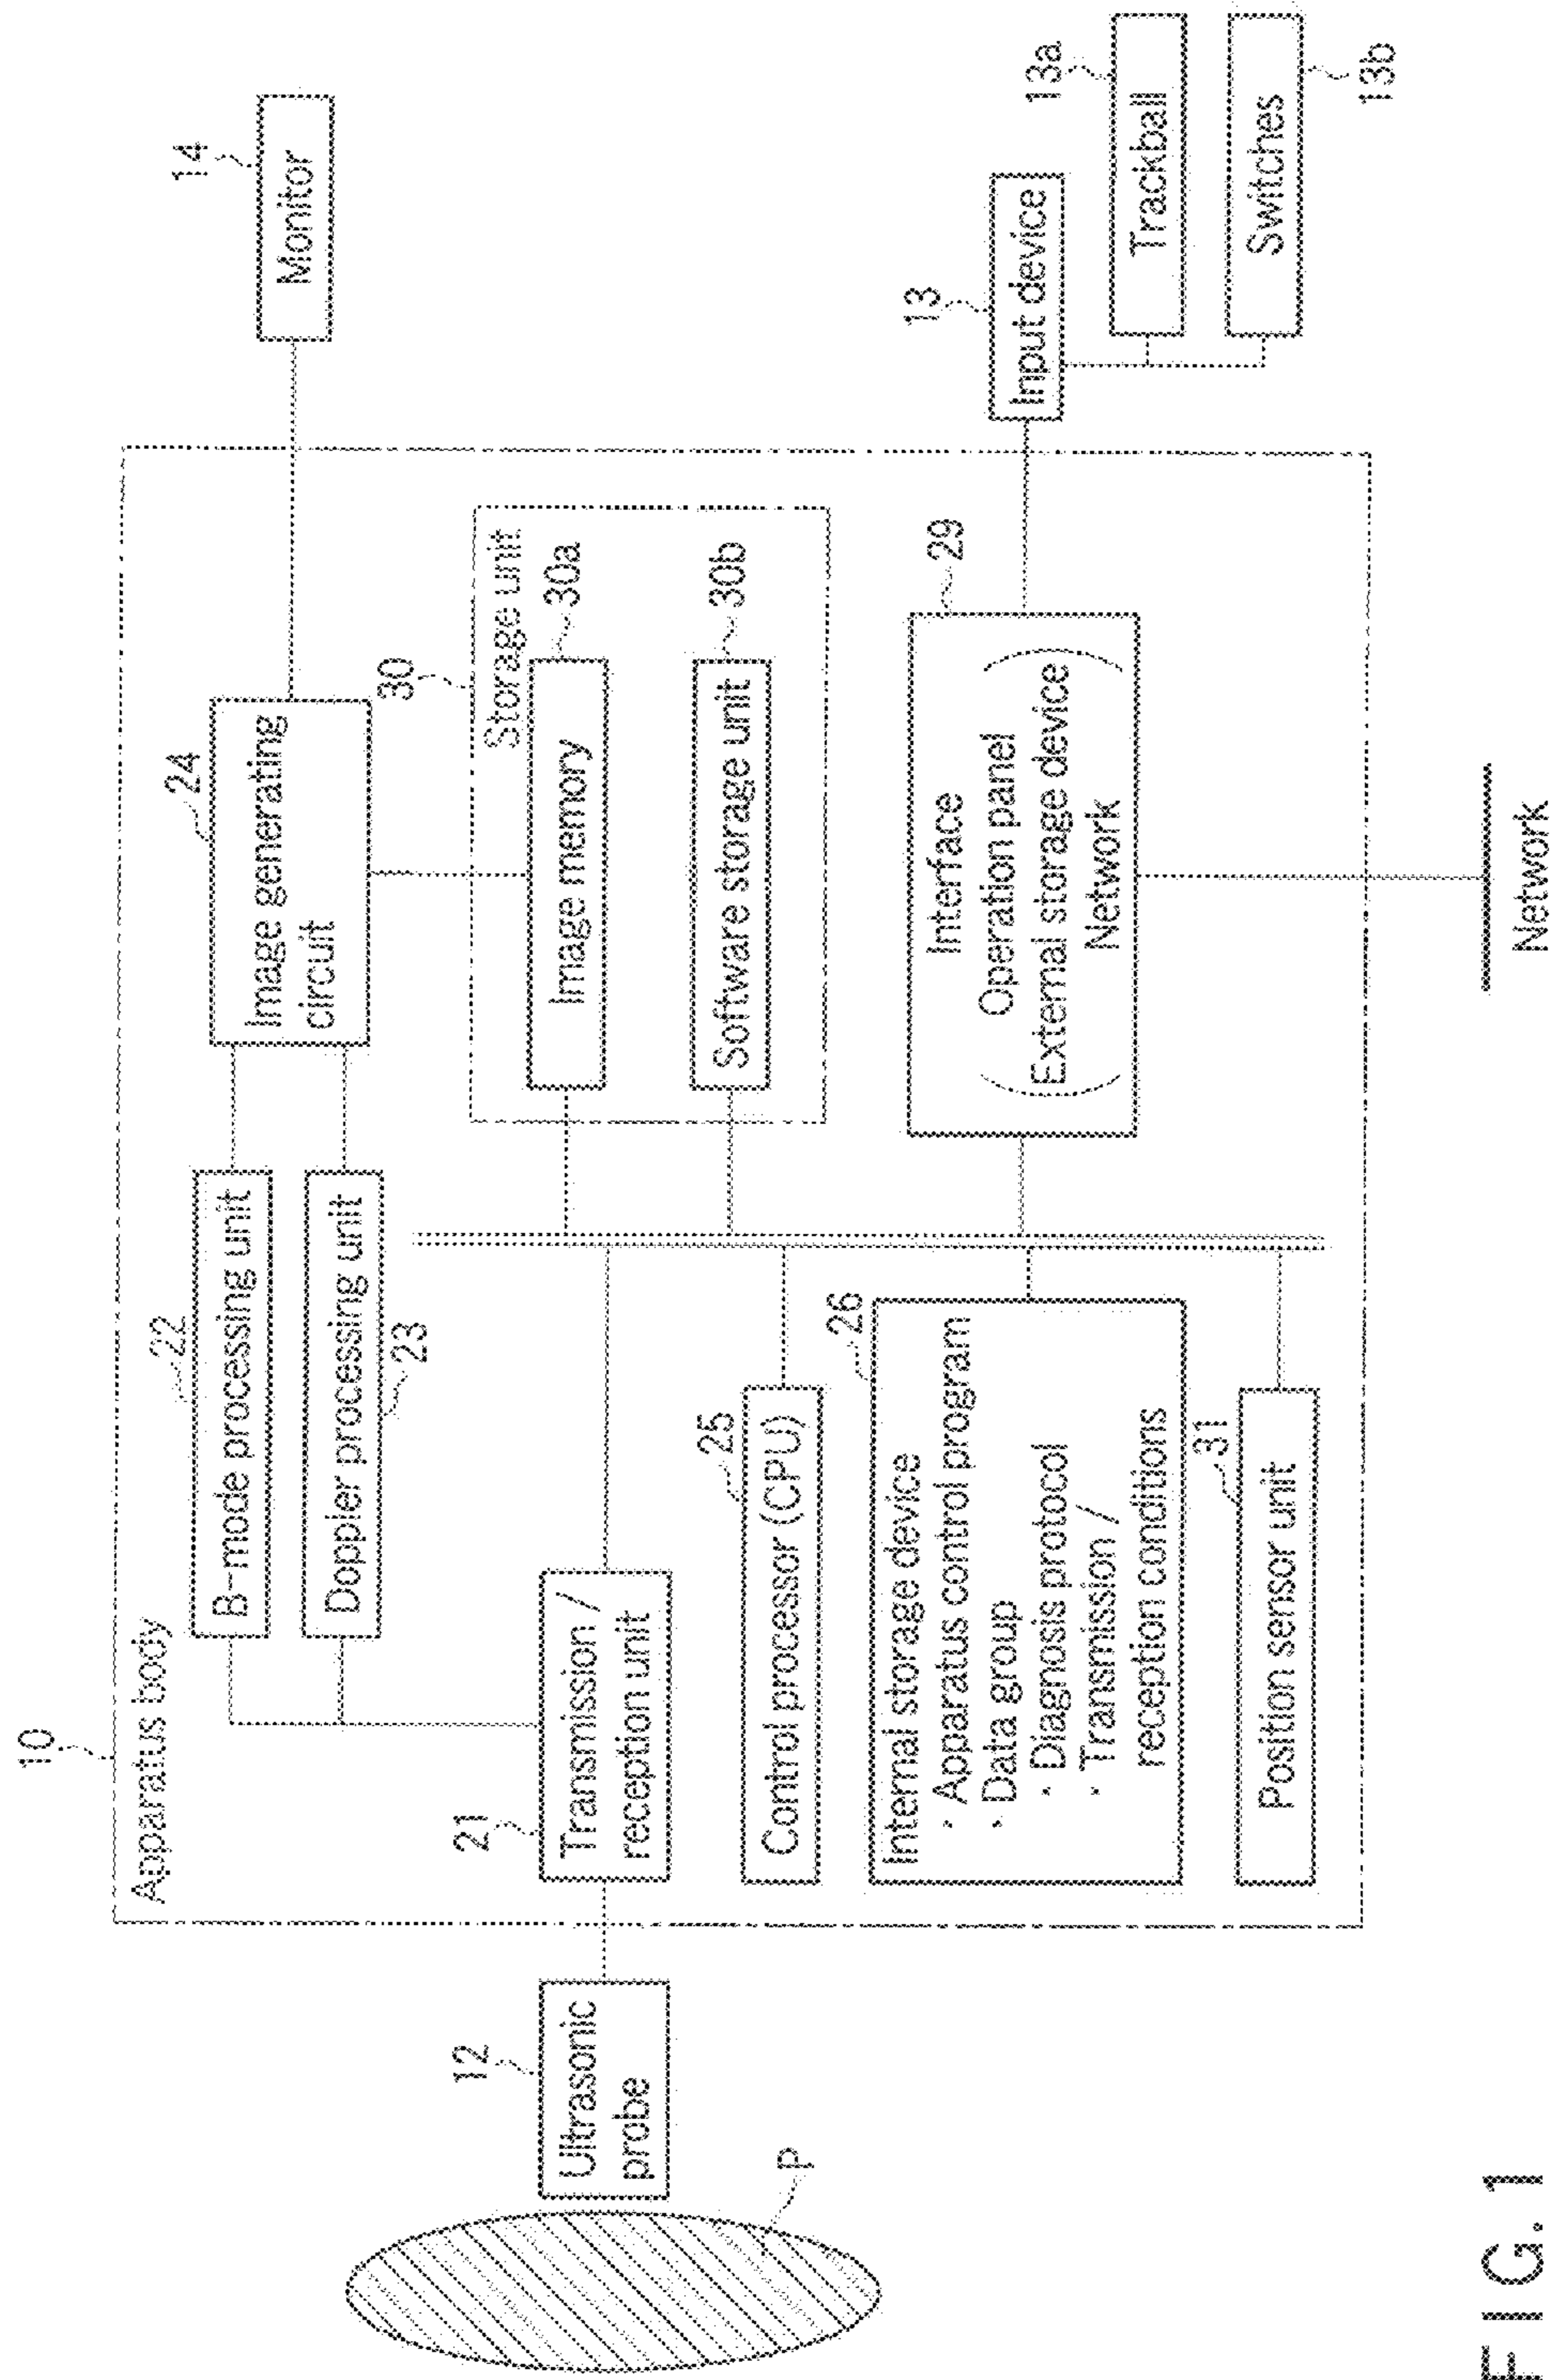 10
Apparatus body
22
B-mode processing unit
Doppler processing unit
23
24
Image generating
circuit
14
Monitor
21
Transmission /
reception unit
12
Ultrasonic
probe
P
30
Storage unit
Image memory
30a
Software storage unit
30b
25
Control processor (CPU)
26
Internal storage device
· Apparatus control program
· Data group
· Diagnosis protocol
· Transmission /
reception conditions
31
Position sensor unit
29
Interface
Operation panel
(External storage device)
Network
13
Input device
13a
Trackball
Switches
13b
Network
FIG. 1